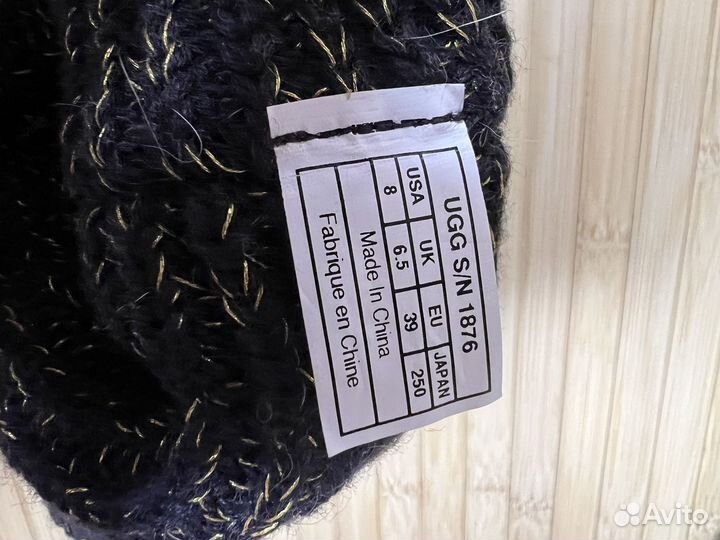 UGG S/N 1876
USA UK EU JAPAN
8 6.5 39 250
Made In China
Fabrique en Chine
Avito